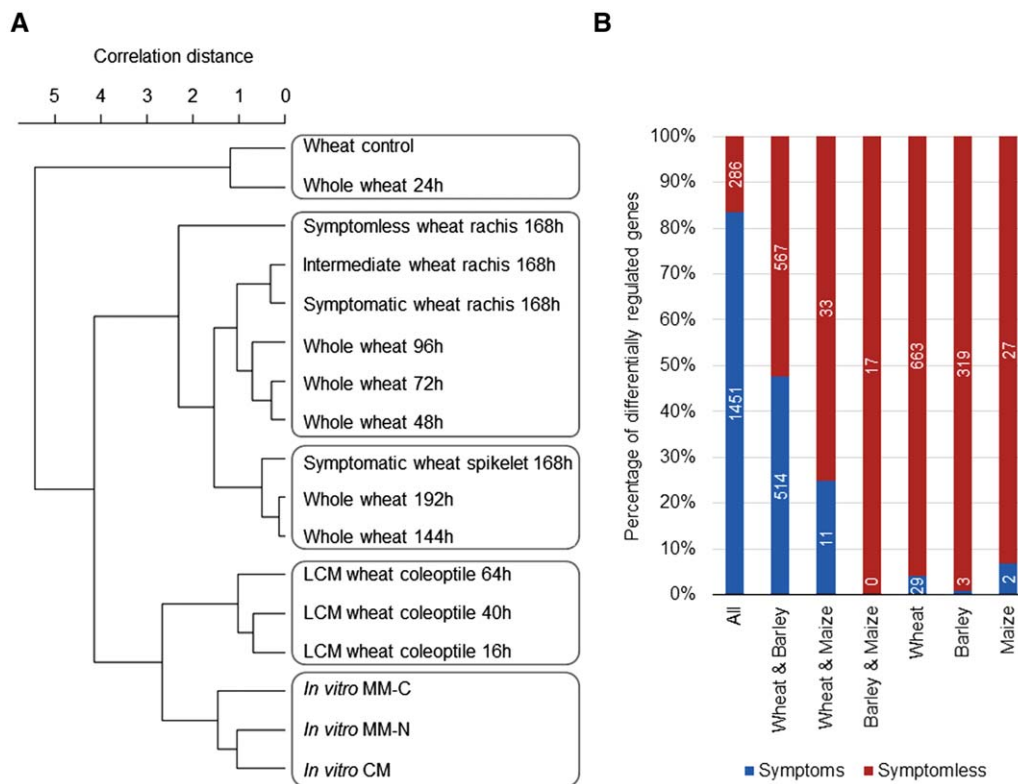 A
Correlation distance
5 4 3 2 1 0
Wheat control
Whole wheat 24h
Symptomless wheat rachis 168h
Intermediate wheat rachis 168h
Symptomatic wheat rachis 168h
Whole wheat 96h
Whole wheat 72h
Whole wheat 48h
Symptomatic wheat spikelet 168h
Whole wheat 192h
Whole wheat 144h
LCM wheat coleoptile 64h
LCM wheat coleoptile 40h
LCM wheat coleoptile 16h
In vitro MM-C
In vitro MM-N
In vitro CM
B
Percentage of differentially regulated genes
100%
90%
80%
70%
60%
50%
40%
30%
20%
10%
0%
286
1451
567
514
33
11
17
0
663
29
319
3
27
2
All
Wheat & Barley
Wheat & Maize
Barley & Maize
Wheat
Barley
Maize
Symptoms
Symptomless